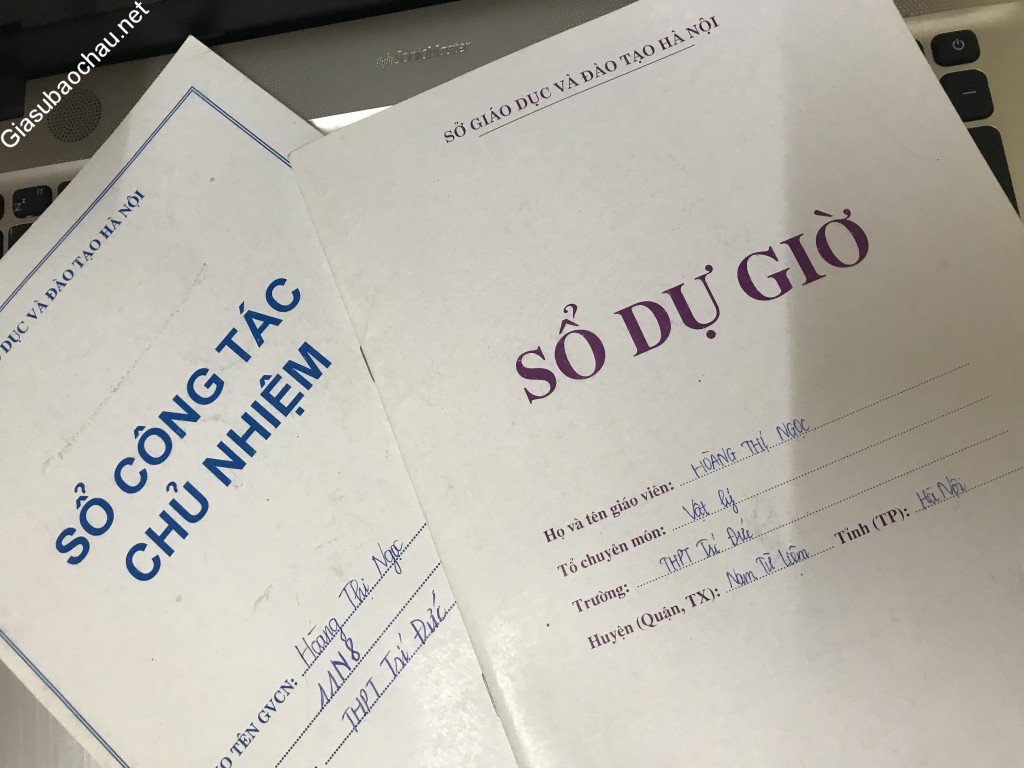 Giasubaochau.net
DỤC VÀ ĐÀO TẠO HÀ NỘI
SỔ CÔNG TÁC
CHỦ NHIỆM
TÊN GVCN: Hoàng Thị Ngọc
11N8
THPT Trí Đức
SỞ GIÁO DỤC VÀ ĐÀO TẠO HÀ NỘI
SỔ DỰ GIỜ
Họ và tên giáo viên: HOÀNG THỊ NGỌC
Tổ chuyên môn: Vật lý
Trường: THPT Trí Đức
Huyện (Quận, TX): Nam Từ Liêm Tỉnh (TP): Hà Nội